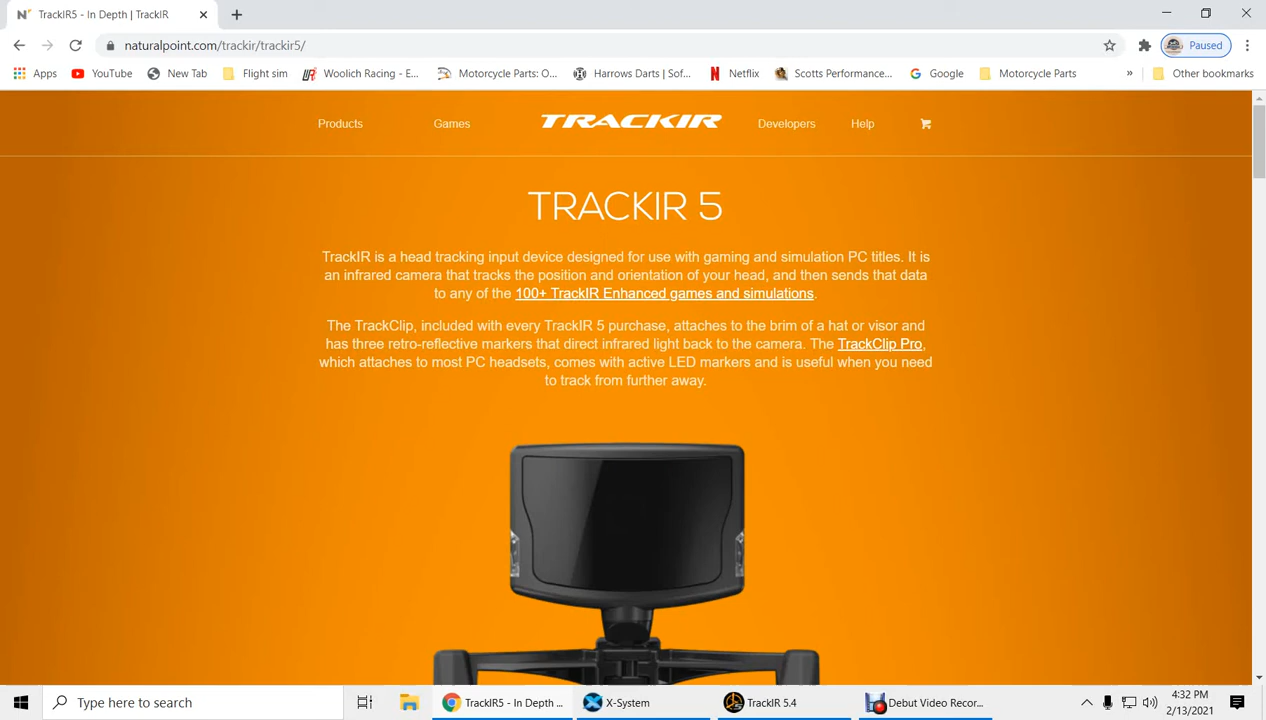 TrackIR5 - In Depth | TrackIR
naturalpoint.com/trackir/trackir5/
Paused
Apps YouTube New Tab Flight sim Woolich Racing - E... Motorcycle Parts: O... Harrows Darts | Sof... Netflix Scotts Performance... Google Motorcycle Parts » Other bookmarks
Products Games TRACKIR Developers Help
TRACKIR 5
TrackIR is a head tracking input device designed for use with gaming and simulation PC titles. It is
an infrared camera that tracks the position and orientation of your head, and then sends that data
to any of the 100+ TrackIR Enhanced games and simulations.
The TrackClip, included with every TrackIR 5 purchase, attaches to the brim of a hat or visor and
has three retro-reflective markers that direct infrared light back to the camera. The TrackClip Pro,
which attaches to most PC headsets, comes with active LED markers and is useful when you need
to track from further away.
Type here to search
TrackIR5 - In Depth ...
X-System
TrackIR 5.4
Debut Video Recor...
4:32 PM
2/13/2021